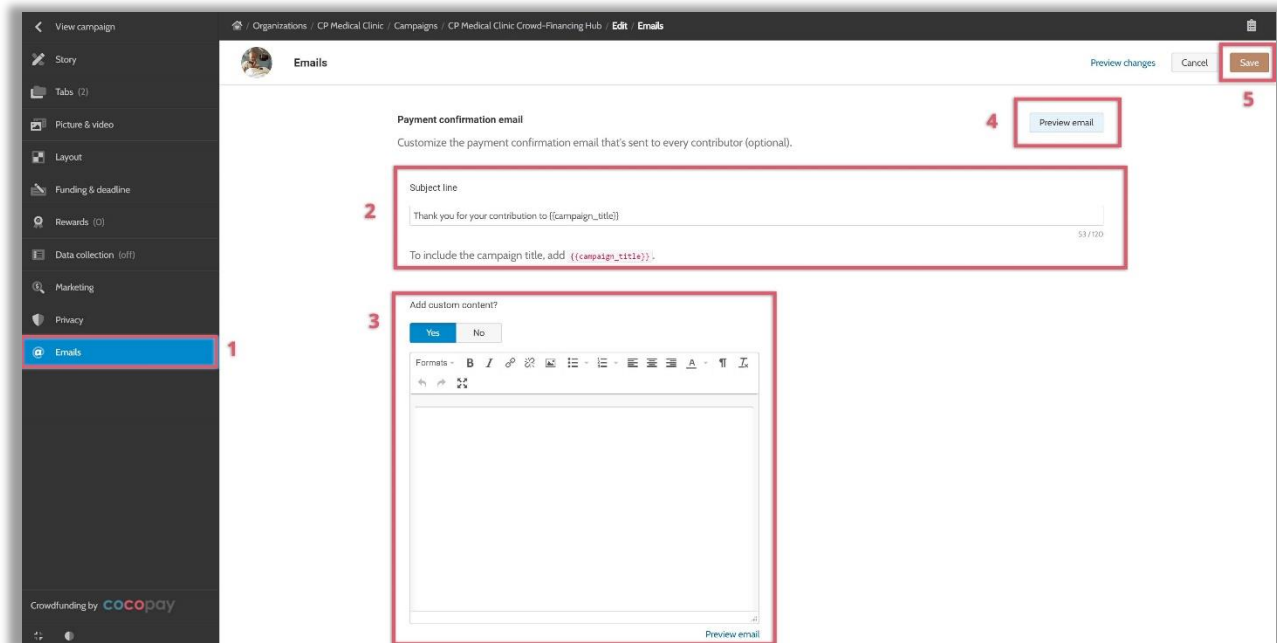 View campaign
/ Organizations / CP Medical Clinic / Campaigns / CP Medical Clinic Crowd-Financing Hub / Edit / Emails
Story
Tabs (2)
Picture & video
Layout
Funding & deadline
Rewards (0)
Data collection (off)
Marketing
Privacy
@ Emails
1
Crowdfunding by cocopay
Emails
Preview changes
Cancel
Save
5
Payment confirmation email
Customize the payment confirmation email that's sent to every contributor (optional).
4
Preview email
2
Subject line
Thank you for your contribution to {{campaign_title}}
53 / 120
To include the campaign title, add {{campaign_title}}.
3
Add custom content?
Yes
No
Formats
B I A ¶ Tx
Preview email